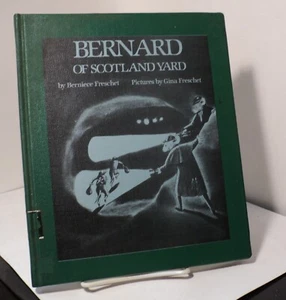 BERNARD
OF SCOTLAND YARD
by Berniece Freschet Pictures by Gina Freschet